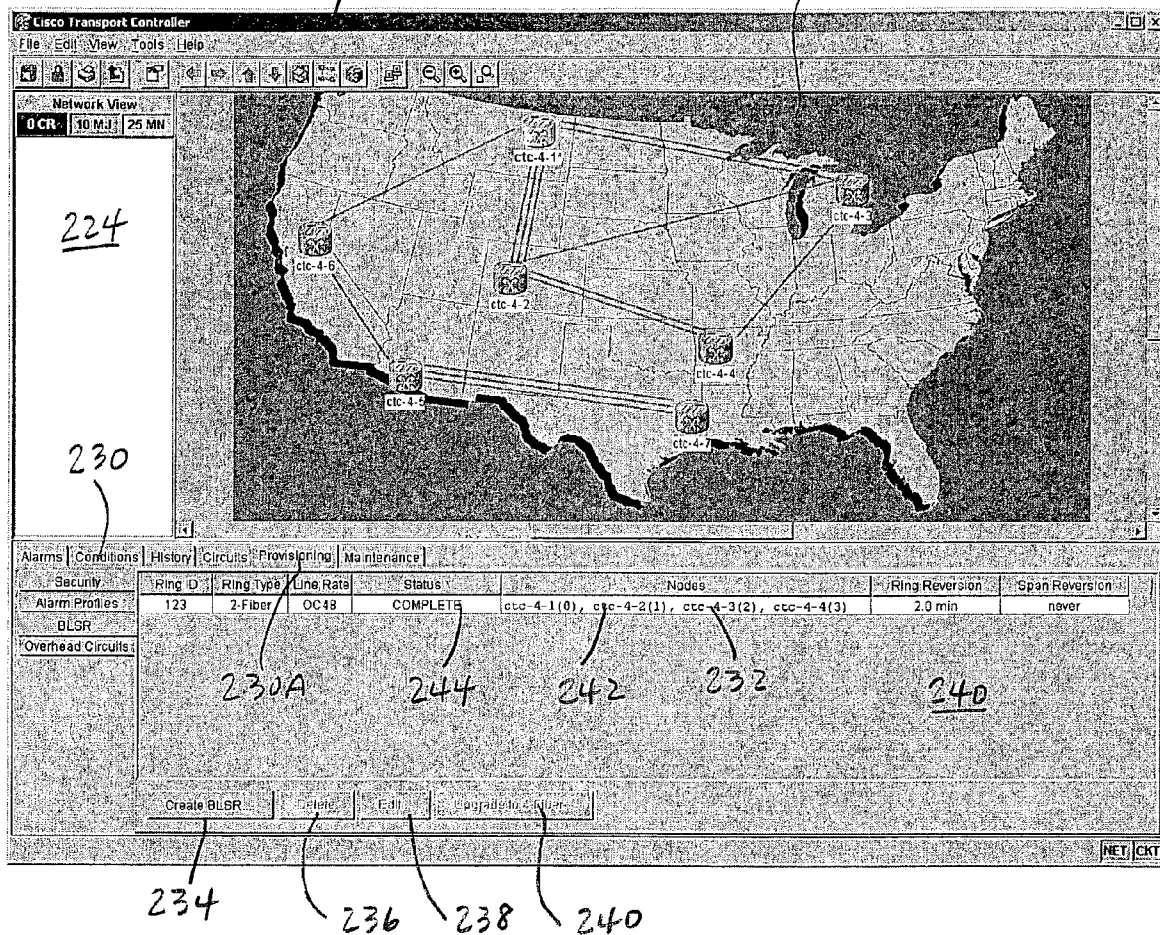 Cisco Transport Controller
File Edit View Tools Help
Network View
0 CR 10 MJ 25 MN
224
ctc-4-1
ctc-4-3
ctc-4-6
ctc-4-2
ctc-4-4
ctc-4-5
ctc-4-7
230
Alarms Conditions History Circuits Provisioning Maintenance
Security
Alarm Profiles
BLSR
Overhead Circuits
Ring ID Ring Type Line Rate Status Nodes Ring Reversion Span Reversion
123 2-Fiber OC48 COMPLETE ctc-4-1(0), ctc-4-2(1), ctc-4-3(2), ctc-4-4(3) 2.0 min never
230A 244 242 232 240
Create BLSR Delete Edit Upgrade to 4-Fiber
NET CKT
234 236 238 240